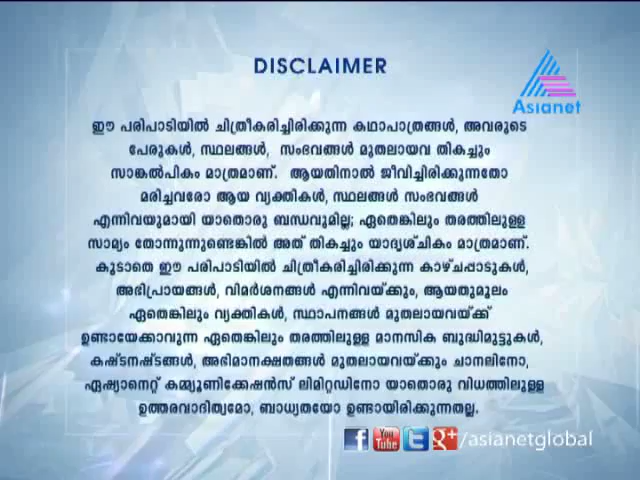 DISCLAIMER
Asianet
ഈ പരിപാടിയിൽ ചിത്രീകരിച്ചിരിക്കുന്ന കഥാപാത്രങ്ങൾ, അവരുടെ
പേരുകൾ, സ്ഥലങ്ങൾ, സംഭവങ്ങൾ മുതലായവ തികച്ചും
സാങ്കൽപികം മാത്രമാണ്. ആയതിനാൽ ജീവിച്ചിരിക്കുന്നതോ
മരിച്ചവരോ ആയ വ്യക്തികൾ, സ്ഥലങ്ങൾ സംഭവങ്ങൾ
എന്നിവയുമായി യാതൊരു ബന്ധവുമില്ല; ഏതെങ്കിലും തരത്തിലുളള
സാമ്യം തോന്നുന്നുണ്ടെങ്കിൽ അത് തികച്ചും യാദൃശ്ചികം മാത്രമാണ്.
കൂടാതെ ഈ പരിപാടിയിൽ ചിത്രീകരിച്ചിരിക്കുന്ന കാഴ്ചപ്പാടുകൾ,
അഭിപ്രായങ്ങൾ, വിമർശനങ്ങൾ എന്നിവയ്ക്കും, ആയതുമൂലം
ഏതെങ്കിലും വ്യക്തികൾ, സ്ഥാപനങ്ങൾ മുതലായവയ്ക്ക്
ഉണ്ടായേക്കാവുന്ന ഏതെങ്കിലും തരത്തിലുള്ള മാനസിക ബുദ്ധിമുട്ടുകൾ,
കഷ്ടനഷ്ടങ്ങൾ, അഭിമാനക്ഷതങ്ങൾ മുതലായവയ്ക്കും ചാനലിനോ,
ഏഷ്യാനെറ്റ് കമ്മ്യൂണിക്കേഷൻസ് ലിമിറ്റഡിനോ യാതൊരു വിധത്തിലുള്ള
ഉത്തരവാദിത്യമോ, ബാധ്യതയോ ഉണ്ടായിരിക്കുന്നതല്ല.
f You Tube t g+ /asianetglobal